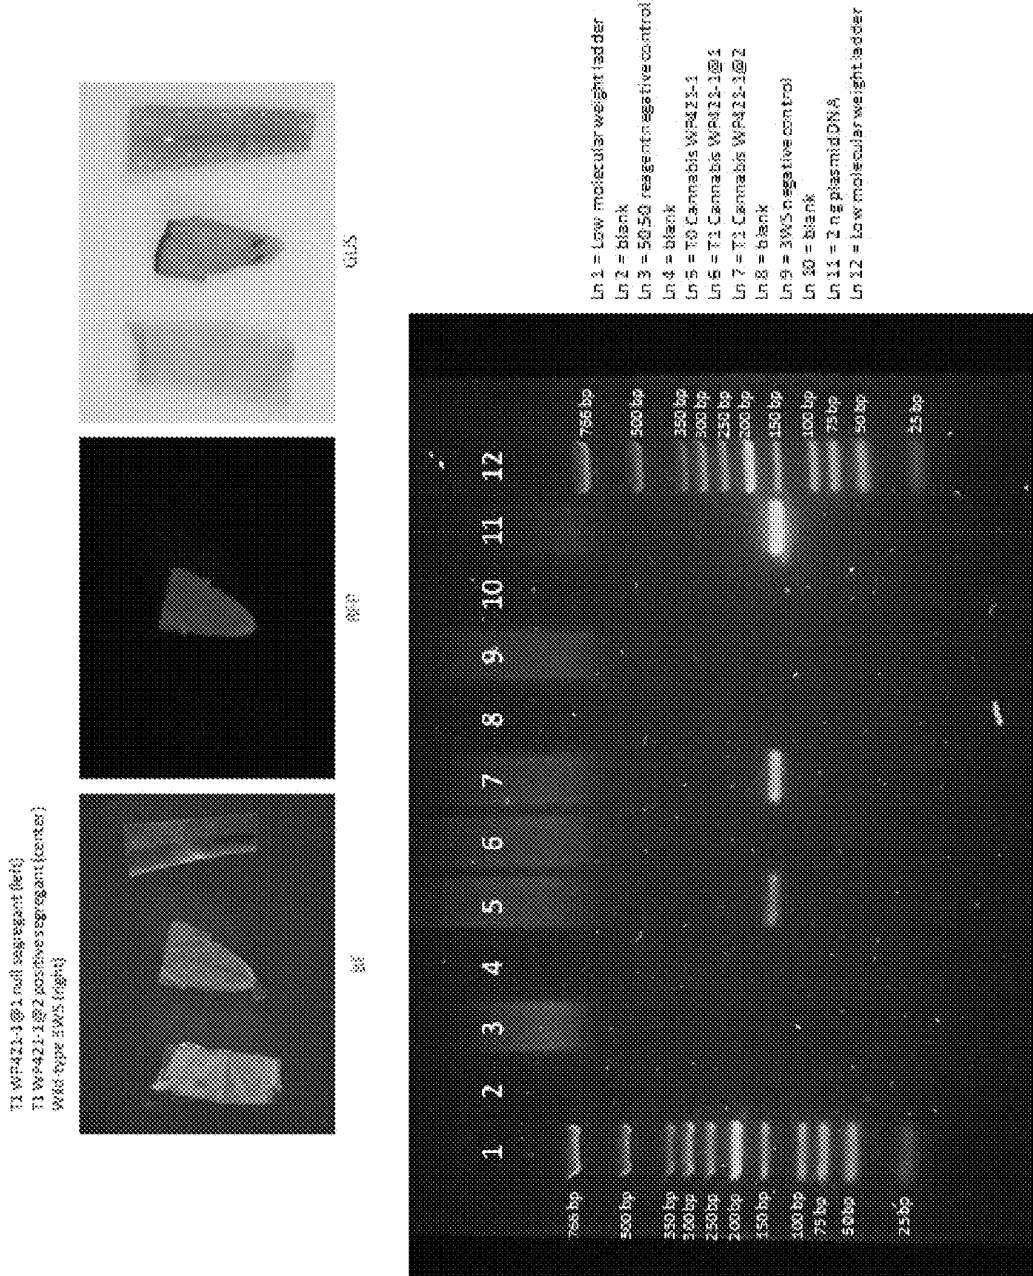 T1 WP421-1@1 null segregant (left)
T1 WP421-1@2 positive segregant (center)
Wild-type 3WS (right)
BF
RFP
GUS
1 2 3 4 5 6 7 8 9 10 11 12
766 bp
500 bp
350 bp
300 bp
250 bp
200 bp
150 bp
100 bp
75 bp
50 bp
25 bp
766 bp
500 bp
350 bp
300 bp
250 bp
200 bp
150 bp
100 bp
75 bp
50 bp
25 bp
Ln 1 = Low molecular weight ladder
Ln 2 = blank
Ln 3 = 50:50 reagent negative control
Ln 4 = blank
Ln 5 = T0 Cannabis WP421-1
Ln 6 = T1 Cannabis WP421-1@1
Ln 7 = T1 Cannabis WP421-1@2
Ln 8 = blank
Ln 9 = 3WS negative control
Ln 10 = blank
Ln 11 = 2 ng plasmid DNA
Ln 12 = Low molecular weight ladder